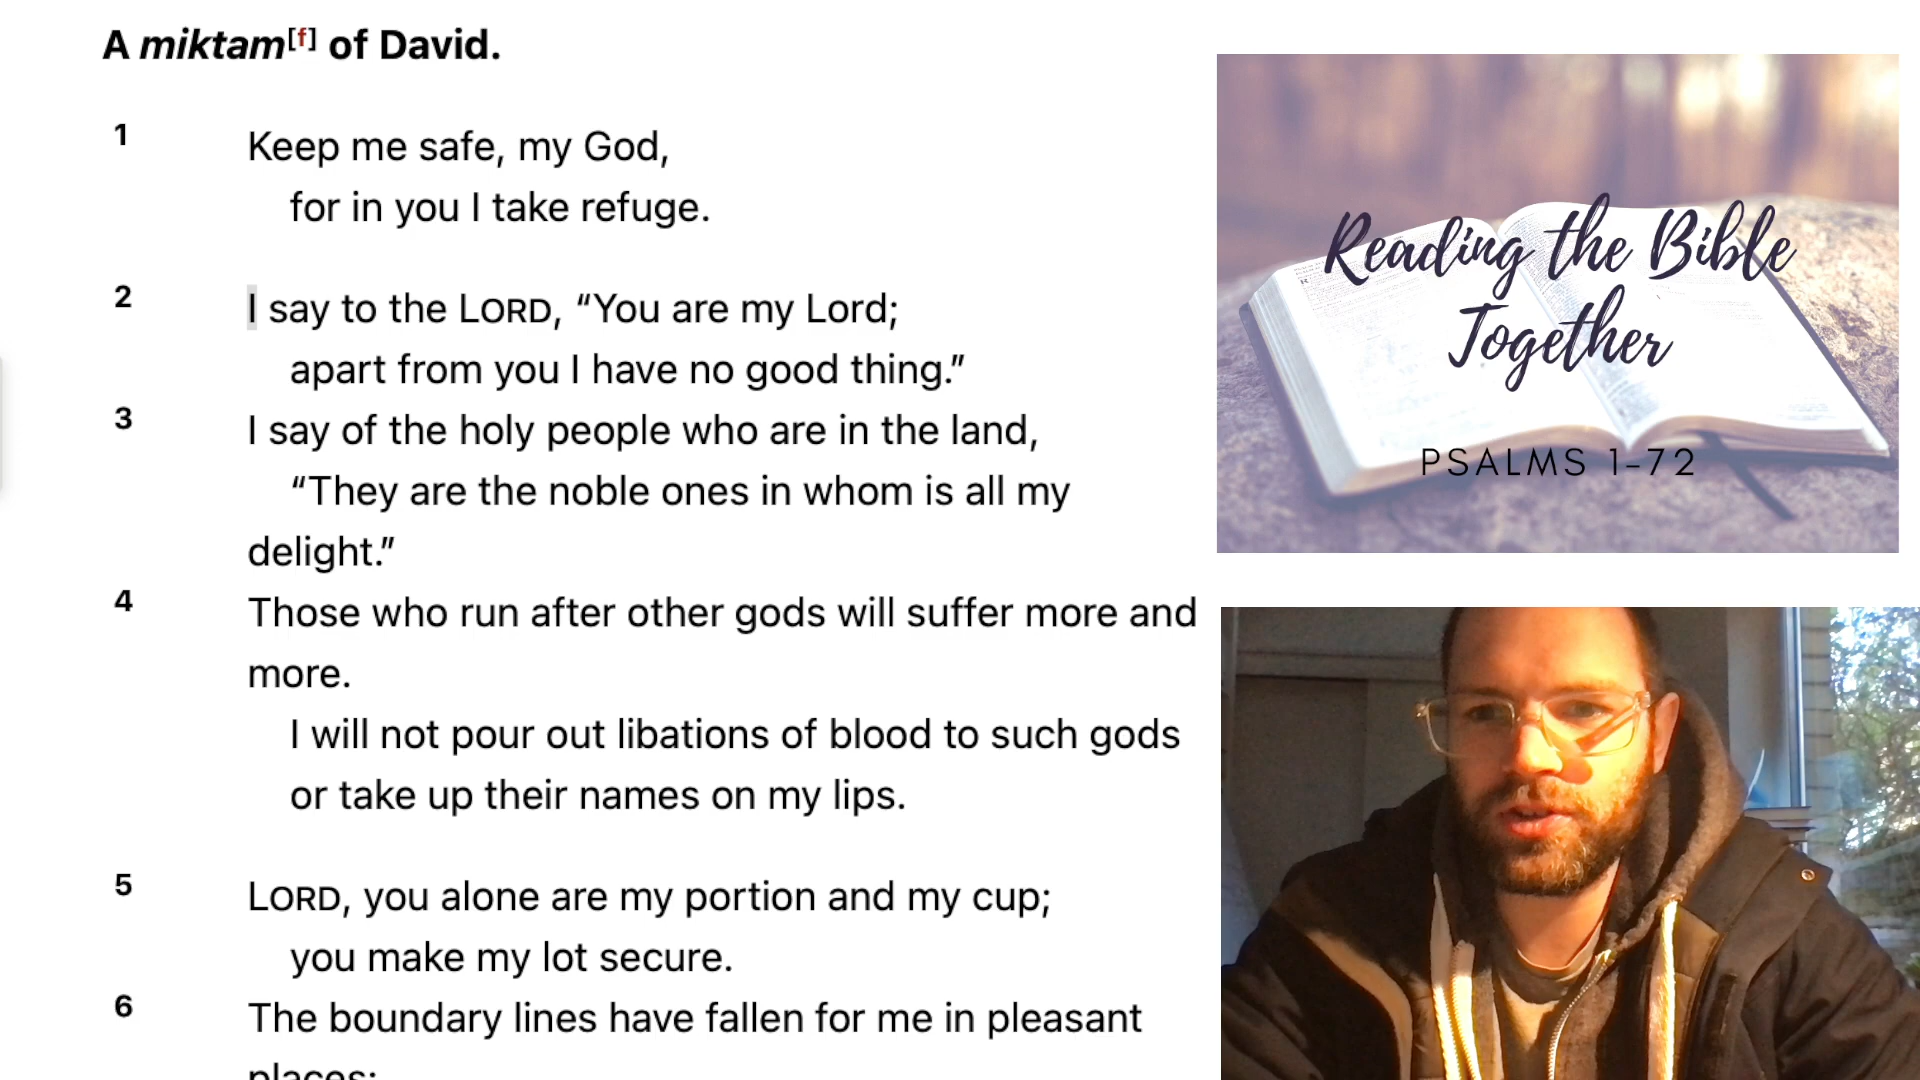 A miktam[f] of David.
1 Keep me safe, my God,
for in you I take refuge.
2 I say to the LORD, “You are my Lord;
apart from you I have no good thing.”
3 I say of the holy people who are in the land,
“They are the noble ones in whom is all my
delight.”
4 Those who run after other gods will suffer more and
more.
I will not pour out libations of blood to such gods
or take up their names on my lips.
5 LORD, you alone are my portion and my cup;
you make my lot secure.
6 The boundary lines have fallen for me in pleasant
places;
Reading the Bible
Together
PSALMS 1-72